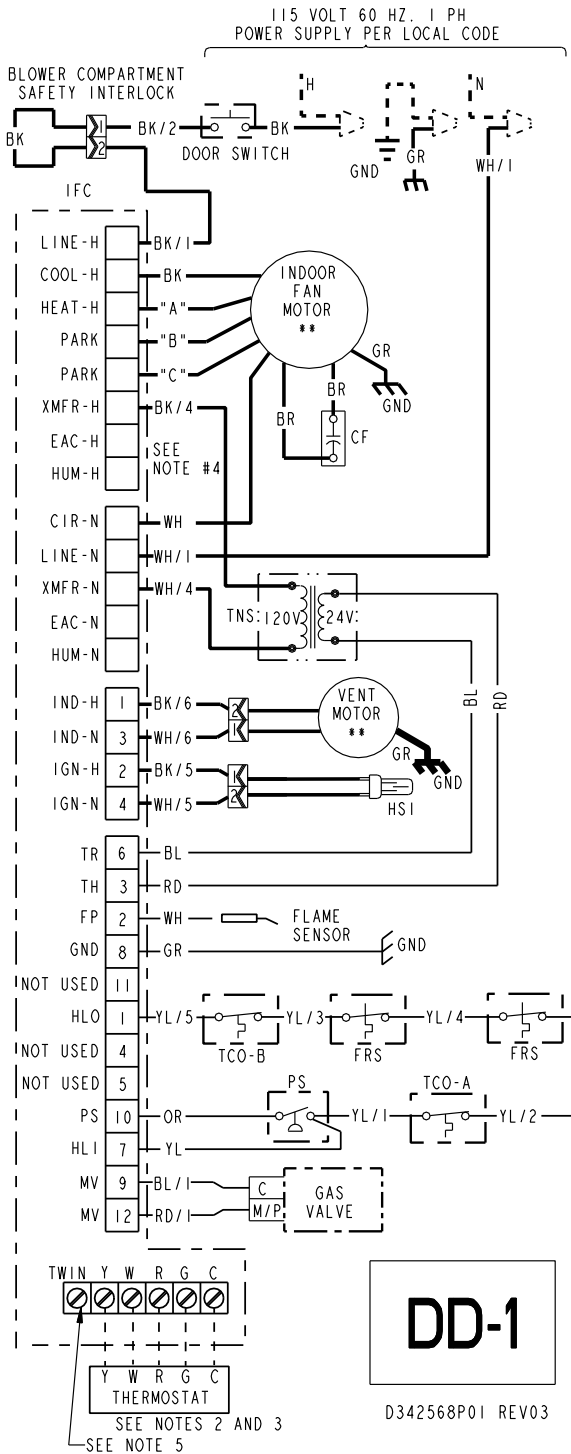 115 VOLT 60 HZ. 1 PH
POWER SUPPLY PER LOCAL CODE
BLOWER COMPARTMENT
SAFETY INTERLOCK
H
N
BK
1
2
BK/2
BK
DOOR SWITCH
GND
GR
WH/1
IFC
LINE-H
BK/1
COOL-H
BK
HEAT-H
"A"
PARK
"B"
PARK
"C"
XMFR-H
BK/4
EAC-H
HUM-H
SEE
NOTE #4
INDOOR
FAN
MOTOR
**
GR
GND
BR
BR
CF
CIR-N
WH
LINE-N
WH/1
XMFR-N
WH/4
EAC-N
HUM-N
TNS:
120V
24V:
BL
RD
IND-H
1
BK/6
2
IND-N
3
WH/6
1
IGN-H
2
BK/5
1
IGN-N
4
WH/5
2
VENT
MOTOR
**
GR
GND
HSI
TR
6
BL
TH
3
RD
FP
2
WH
FLAME
SENSOR
GND
8
GR
GND
NOT USED
11
HLO
1
YL/5
TCO-B
YL/3
FRS
YL/4
FRS
NOT USED
4
NOT USED
5
PS
10
OR
PS
YL/1
TCO-A
YL/2
HLI
7
YL
MV
9
BL/1
C
MV
12
RD/1
M/P
GAS
VALVE
TWIN Y W R G C
Y W R G C
THERMOSTAT
SEE NOTES 2 AND 3
SEE NOTE 5
DD-1
D342568P01 REV03